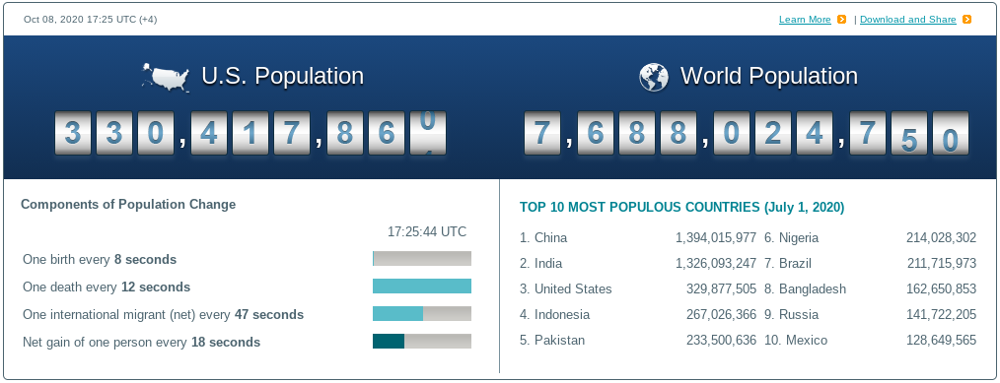 Oct 08, 2020 17:25 UTC (+4)
Learn More | Download and Share
U.S. Population
World Population
330,417,860
7,688,024,750
Components of Population Change
17:25:44 UTC
One birth every 8 seconds
One death every 12 seconds
One international migrant (net) every 47 seconds
Net gain of one person every 18 seconds
TOP 10 MOST POPULOUS COUNTRIES (July 1, 2020)
1. China 1,394,015,977 6. Nigeria 214,028,302
2. India 1,326,093,247 7. Brazil 211,715,973
3. United States 329,877,505 8. Bangladesh 162,650,853
4. Indonesia 267,026,366 9. Russia 141,722,205
5. Pakistan 233,500,636 10. Mexico 128,649,565